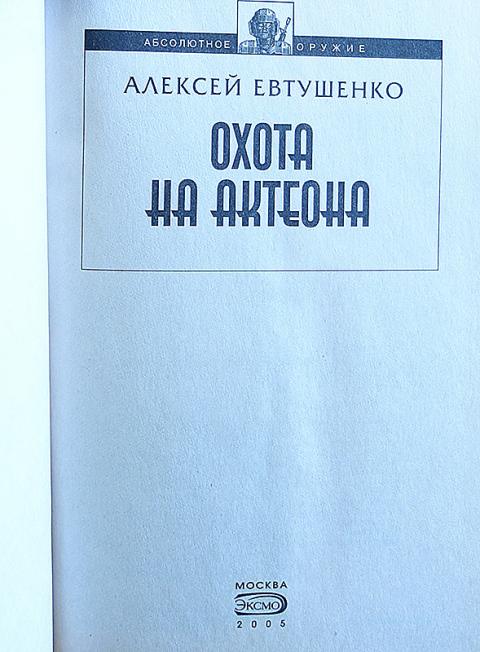 АБСОЛЮТНОЕ ОРУЖИЕ
АЛЕКСЕЙ ЕВТУШЕНКО
ОХОТА
НА АКТЕОНА
МОСКВА
ЭКСМО
2005